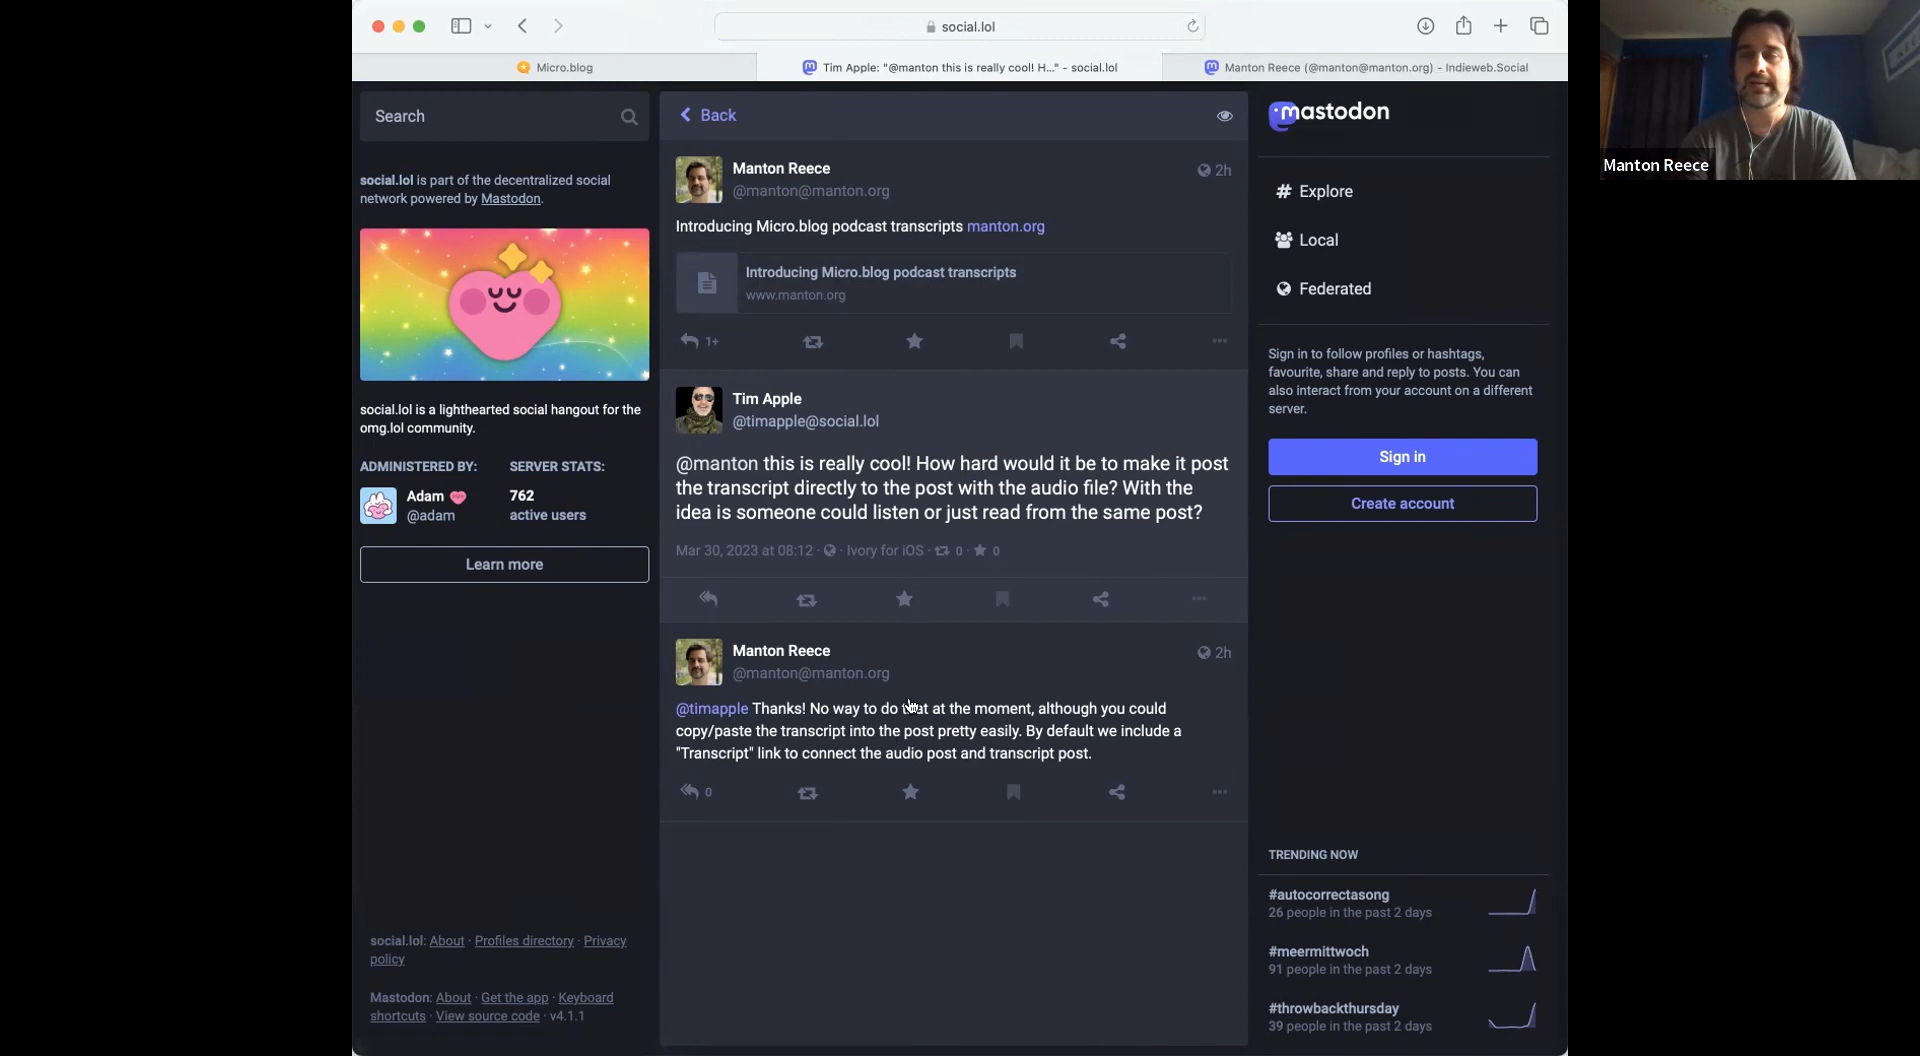 social.lol
Micro.blog
Tim Apple: "@manton this is really cool! H..." - social.lol
Manton Reece (@manton@manton.org) - Indieweb.Social
Search
social.lol is part of the decentralized social
network powered by Mastodon.
social.lol is a lighthearted social hangout for the
omg.lol community.
ADMINISTERED BY:
Adam
@adam
SERVER STATS:
762
active users
Learn more
social.lol: About · Profiles directory · Privacy
policy
Mastodon: About · Get the app · Keyboard
shortcuts · View source code · v4.1.1
Back
Manton Reece
@manton@manton.org
2h
Introducing Micro.blog podcast transcripts manton.org
Introducing Micro.blog podcast transcripts
www.manton.org
1+
Tim Apple
@timapple@social.lol
@manton this is really cool! How hard would it be to make it post
the transcript directly to the post with the audio file? With the
idea is someone could listen or just read from the same post?
Mar 30, 2023 at 08:12 · Ivory for iOS · 0 · 0
Manton Reece
@manton@manton.org
2h
@timapple Thanks! No way to do that at the moment, although you could
copy/paste the transcript into the post pretty easily. By default we include a
"Transcript" link to connect the audio post and transcript post.
0
mastodon
Explore
Local
Federated
Sign in to follow profiles or hashtags,
favourite, share and reply to posts. You can
also interact from your account on a different
server.
Sign in
Create account
TRENDING NOW
#autocorrectasong
26 people in the past 2 days
#meermittwoch
91 people in the past 2 days
#throwbackthursday
39 people in the past 2 days
Manton Reece